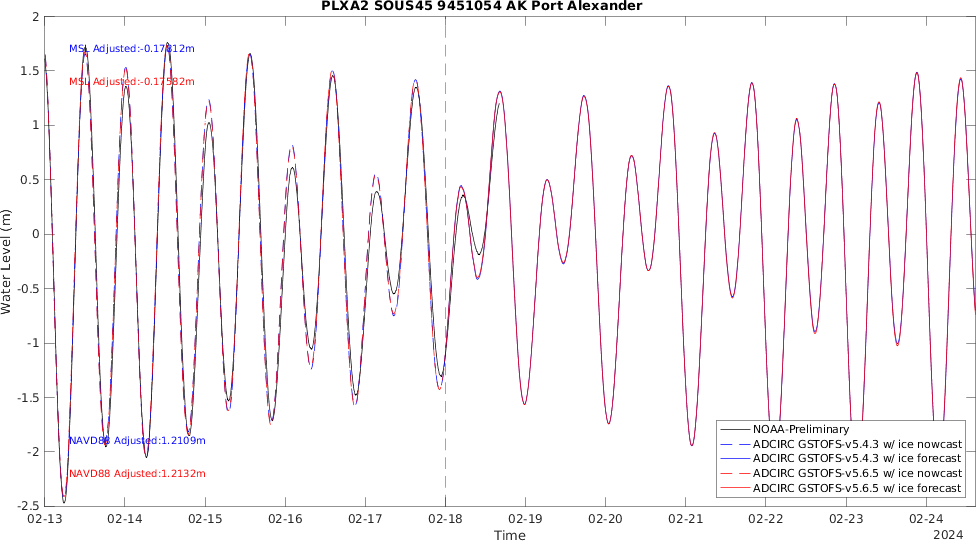 PLXA2 SOUS45 9451054 AK Port Alexander
2
1.5
1
0.5
0
-0.5
-1
-1.5
-2
-2.5
Water Level (m)
MSL Adjusted:-0.17812m
MSL Adjusted:-0.17582m
NAVD88 Adjusted:1.2109m
NAVD88 Adjusted:1.2132m
NOAA-Preliminary
ADCIRC GSTOFS-v5.4.3 w/ ice nowcast
ADCIRC GSTOFS-v5.4.3 w/ ice forecast
ADCIRC GSTOFS-v5.6.5 w/ ice nowcast
ADCIRC GSTOFS-v5.6.5 w/ ice forecast
02-13 02-14 02-15 02-16 02-17 02-18 02-19 02-20 02-21 02-22 02-23 02-24
Time
2024